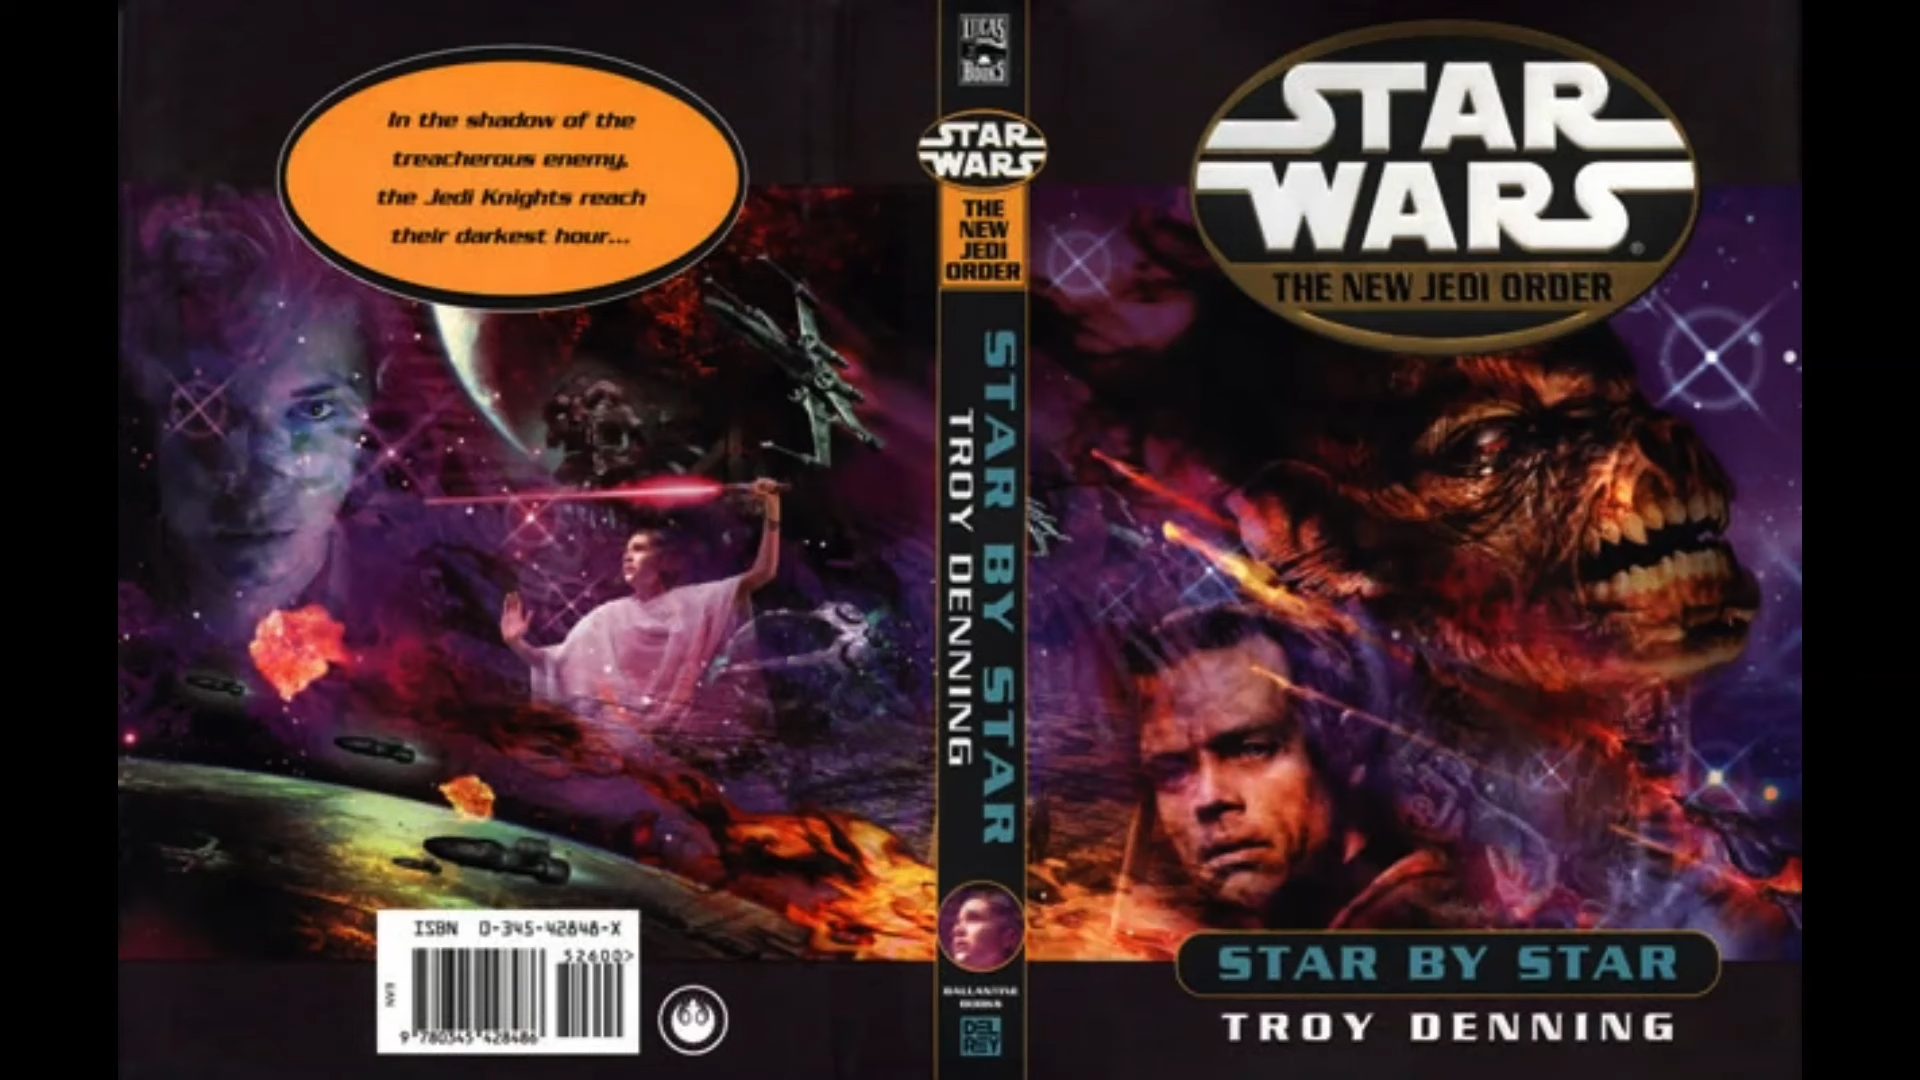 In the shadow of the
treacherous enemy,
the Jedi Knights reach
their darkest hour...
ISBN 0-345-42848-X
52600>
EAN
9 780345 428486
LUCAS
BOOKS
STAR
WARS
THE
NEW
JEDI
ORDER
STAR BY STAR
TROY DENNING
BALLANTINE
BOOKS
DEL
REY
STAR
WARS
®
THE NEW JEDI ORDER
STAR BY STAR
TROY DENNING